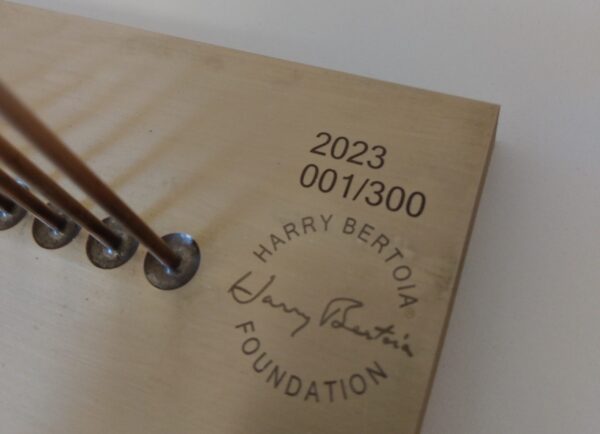 2023
001/300
HARRY BERTOIA®
Harry Bertoia
FOUNDATION